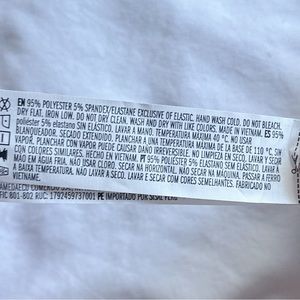 EN 95% POLYESTER 5% SPANDEX/ELASTANE EXCLUSIVE OF ELASTIC. HAND WASH COLD. DO NOT BLEACH.
DRY FLAT. IRON LOW. DO NOT DRY CLEAN. WASH AND DRY WITH LIKE COLORS. MADE IN VIETNAM. ES 95%
poliéster 5% elastano SIN ELÁSTICO. LAVAR A MANO. TEMPERATURA MÁXIMA 40 °C. NO USAR
BLANQUEADOR. SECADO EXTENDIDO. PLANCHAR A UNA TEMPERATURA MÁXIMA DE LA BASE DE 110 °C, SIN
VAPOR. PLANCHAR CON VAPOR PUEDE CAUSAR DAÑO IRREVERSIBLE. NO LIMPIEZA EN SECO. LAVAR Y SECAR
CON COLORES SIMILARES. HECHO EN VIETNAM. PT 95% POLIÉSTER 5% ELASTANO SEM ELÁSTICO. LAVAR À
MÃO EM ÁGUA FRIA. NÃO USAR CLORO. SECAR NA HORIZONTAL. NÃO SECAR NA MÁQUINA. PASSAR A FERRO
A BAIXA TEMPERATURA. NÃO LAVAR A SECO. LAVAR E SECAR COM CORES SEMELHANTES. FABRICADO NO
VIETNAME.
PE IMPORTADO POR SISAL PERU
FIC 801-802 RUC: 1792459737001